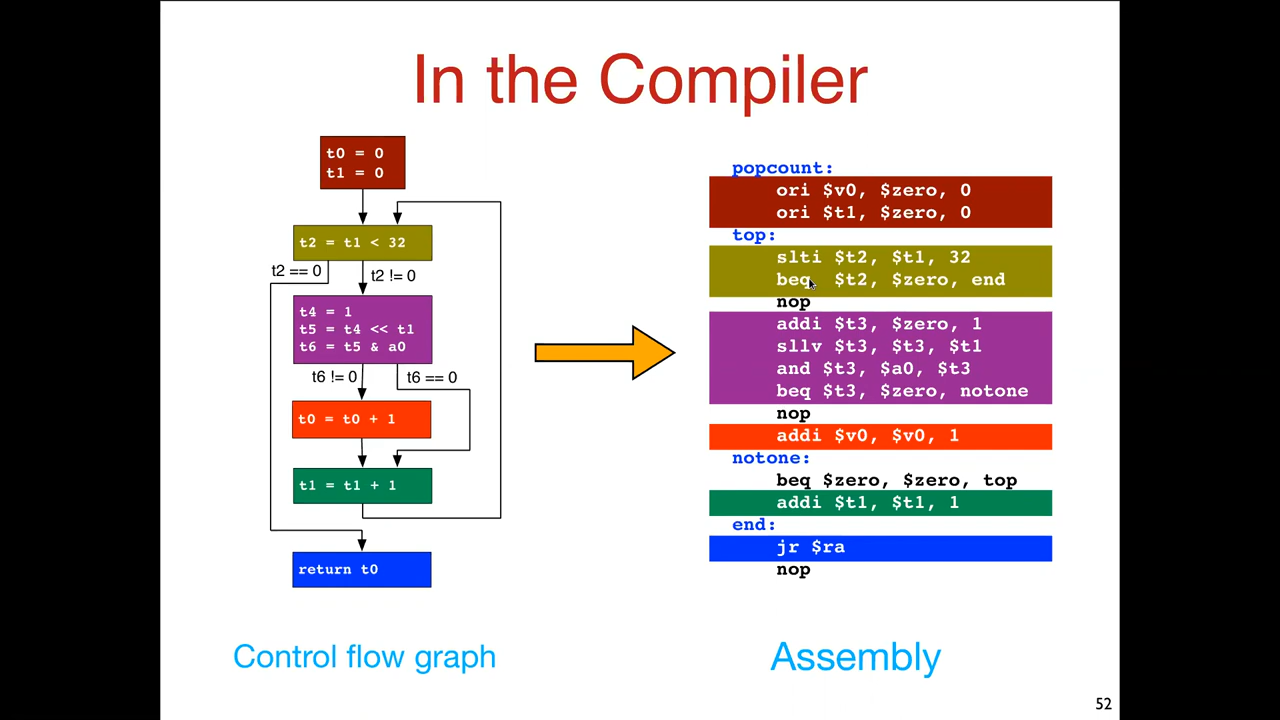 In the Compiler
t0 = 0
t1 = 0
t2 = t1 < 32
t2 == 0
t2 != 0
t4 = 1
t5 = t4 << t1
t6 = t5 & a0
t6 != 0
t6 == 0
t0 = t0 + 1
t1 = t1 + 1
return t0
Control flow graph
popcount:
ori $v0, $zero, 0
ori $t1, $zero, 0
top:
slti $t2, $t1, 32
beq $t2, $zero, end
nop
addi $t3, $zero, 1
sllv $t3, $t3, $t1
and $t3, $a0, $t3
beq $t3, $zero, notone
nop
addi $v0, $v0, 1
notone:
beq $zero, $zero, top
addi $t1, $t1, 1
end:
jr $ra
nop
Assembly
52